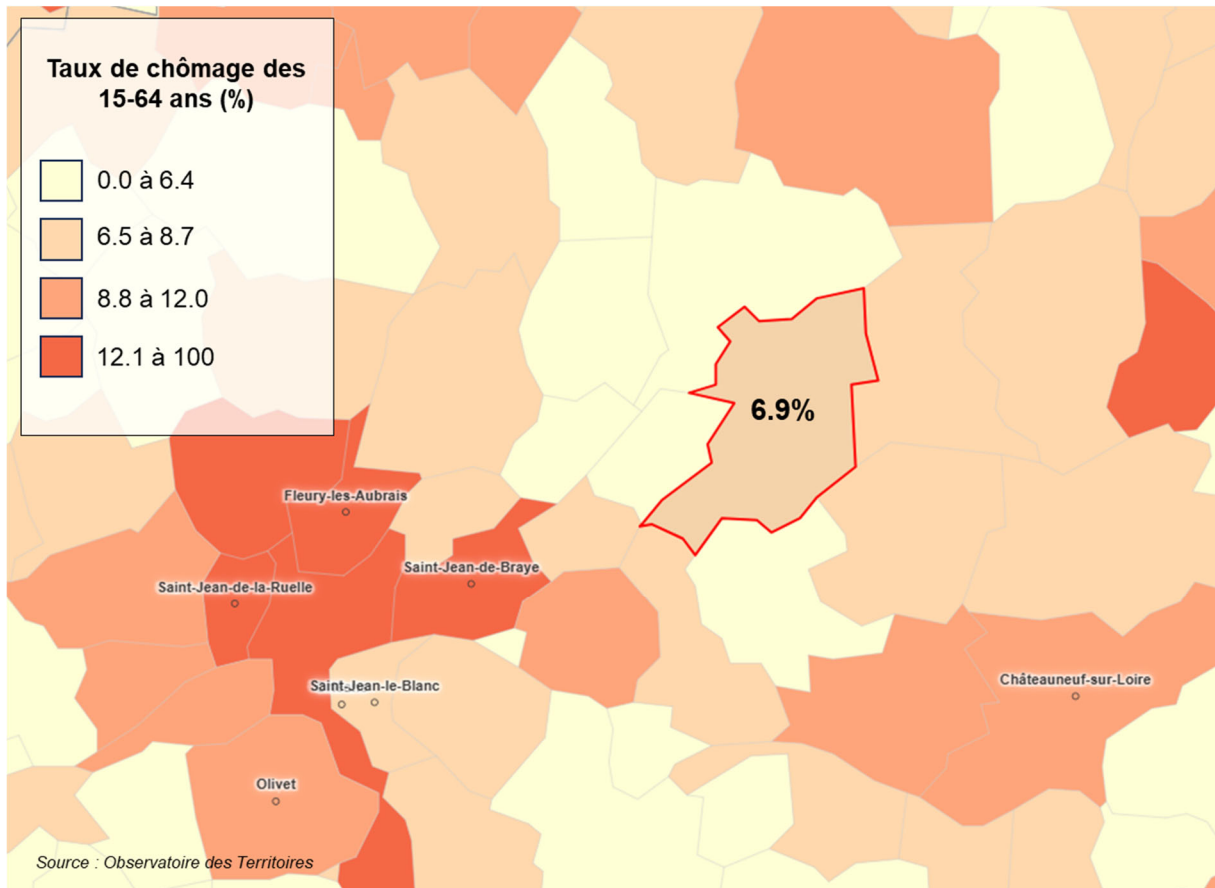 Taux de chômage des
15-64 ans (%)
0.0 à 6.4
6.5 à 8.7
8.8 à 12.0
12.1 à 100
6.9%
Fleury-les-Aubrais
Saint-Jean-de-Braye
Saint-Jean-de-la-Ruelle
Saint-Jean-le-Blanc
Châteauneuf-sur-Loire
Olivet
Source : Observatoire des Territoires